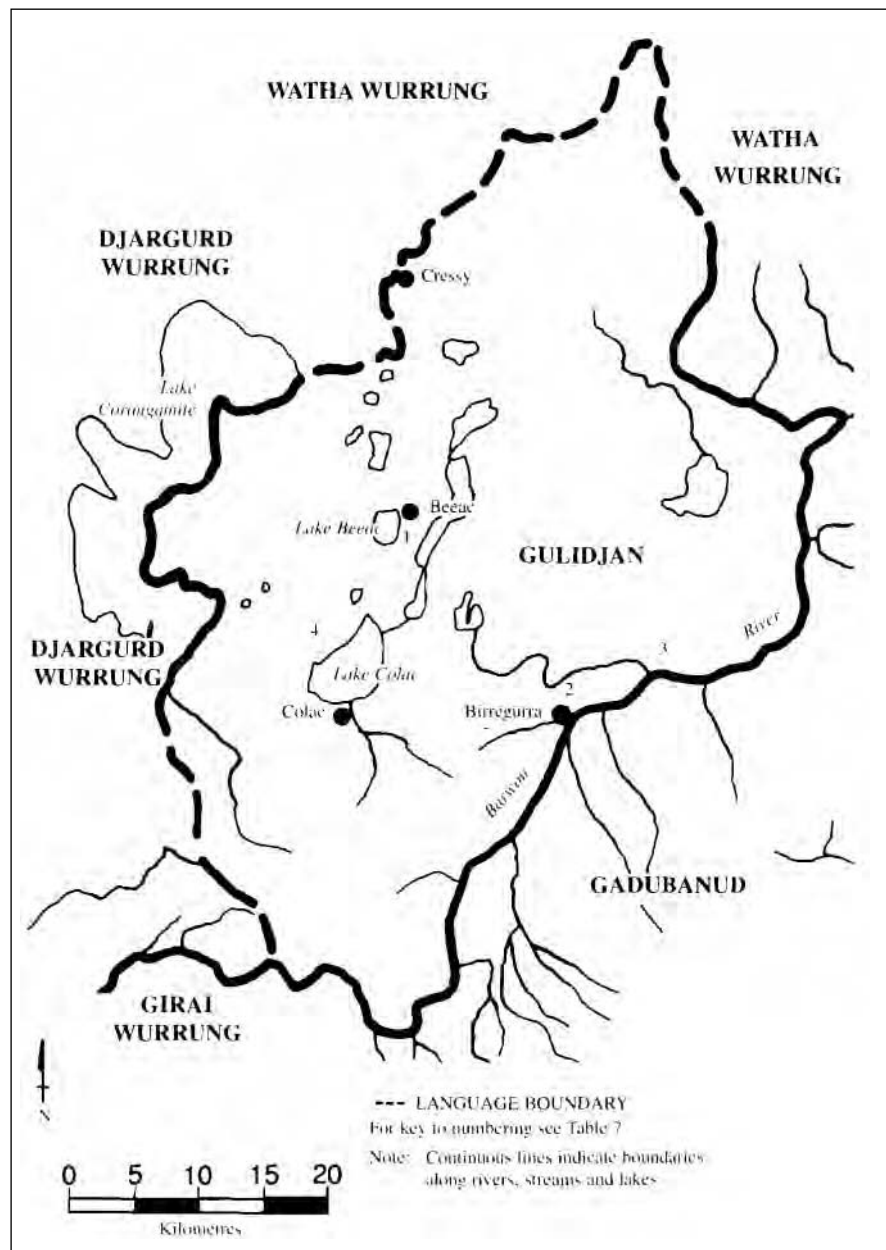 WATHA WURRUNG
WATHA
WURRUNG
DJARGURD
WURRUNG
Cressy
Lake
Corangamite
Beeac
Lake Beeac
1
GULIDJAN
4
3
River
DJARGURD
WURRUNG
Lake Colac
2
Colac
Birregurra
Barwon
GADUBANUD
GIRAI
WURRUNG
N
LANGUAGE BOUNDARY
For key to numbering see Table 7
Note: Continuous lines indicate boundaries
along rivers, streams and lakes
0 5 10 15 20
Kilometres